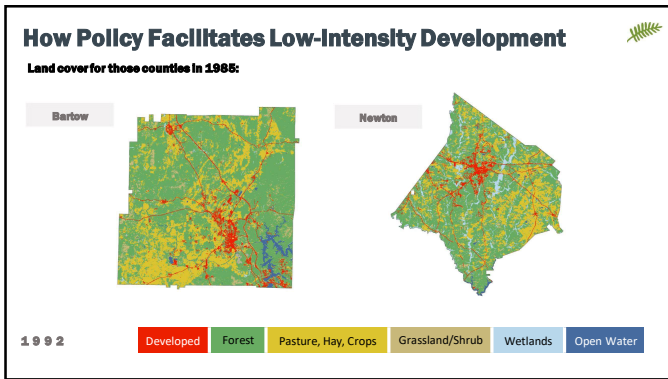 How Policy Facilitates Low-Intensity Development
Land cover for those counties in 1985:
Bartow
Newton
1992
Developed
Forest
Pasture, Hay, Crops
Grassland/Shrub
Wetlands
Open Water